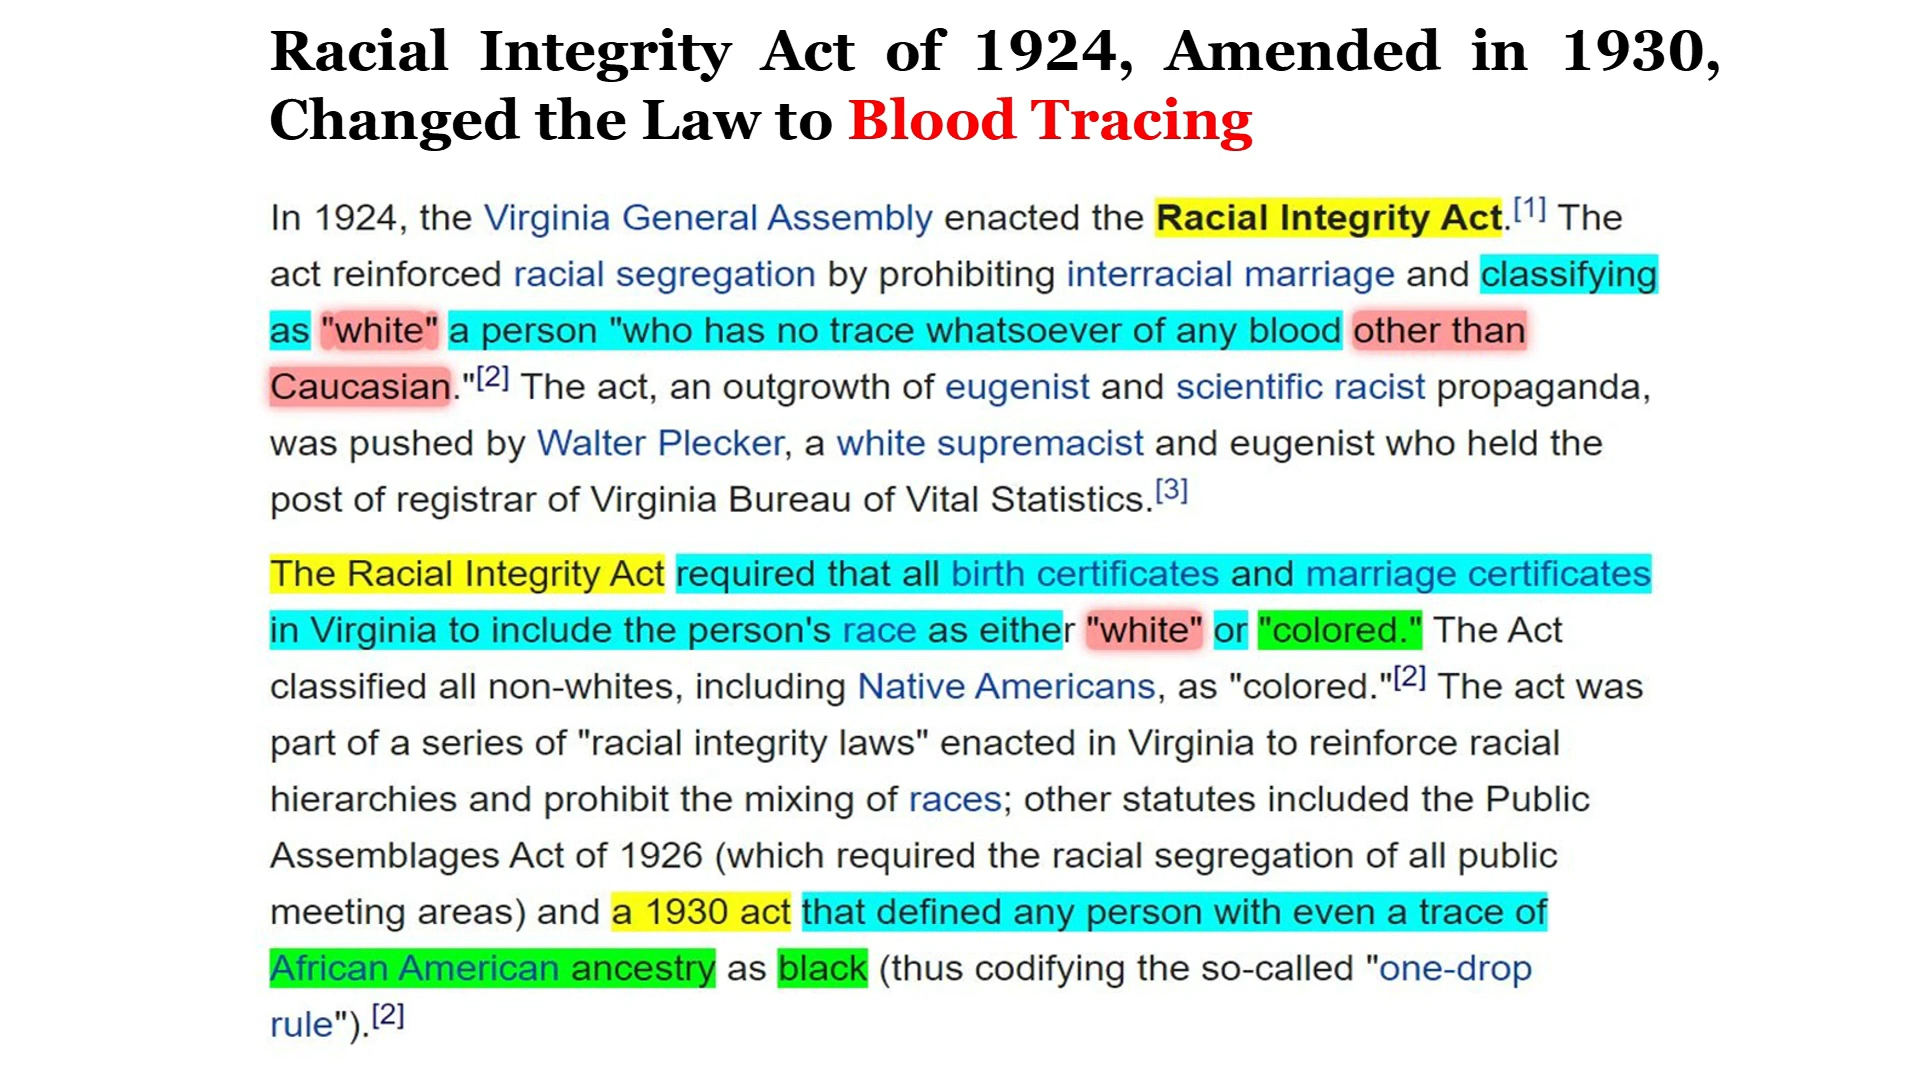 Racial Integrity Act of 1924, Amended in 1930,
Changed the Law to Blood Tracing
In 1924, the Virginia General Assembly enacted the Racial Integrity Act.[1] The
act reinforced racial segregation by prohibiting interracial marriage and classifying
as "white" a person "who has no trace whatsoever of any blood other than
Caucasian."[2] The act, an outgrowth of eugenist and scientific racist propaganda,
was pushed by Walter Plecker, a white supremacist and eugenist who held the
post of registrar of Virginia Bureau of Vital Statistics.[3]
The Racial Integrity Act required that all birth certificates and marriage certificates
in Virginia to include the person's race as either "white" or "colored." The Act
classified all non-whites, including Native Americans, as "colored."[2] The act was
part of a series of "racial integrity laws" enacted in Virginia to reinforce racial
hierarchies and prohibit the mixing of races; other statutes included the Public
Assemblages Act of 1926 (which required the racial segregation of all public
meeting areas) and a 1930 act that defined any person with even a trace of
African American ancestry as black (thus codifying the so-called "one-drop
rule").[2]